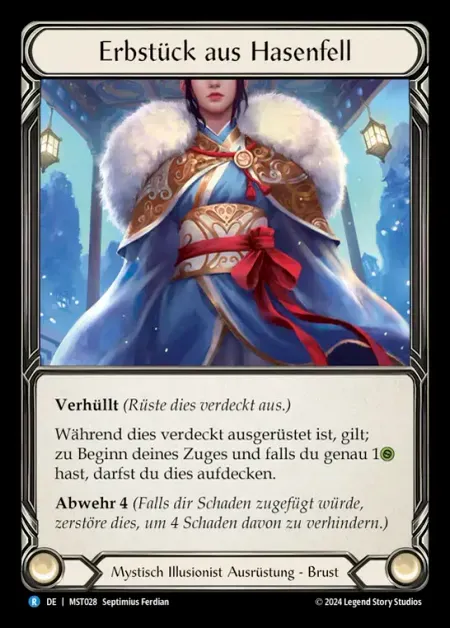 Erbstück aus Hasenfell
Verhüllt (Rüste dies verdeckt aus.)
Während dies verdeckt ausgerüstet ist, gilt;
zu Beginn deines Zuges und falls du genau 1
hast, darfst du dies aufdecken.
Abwehr 4 (Falls dir Schaden zugefügt würde,
zerstöre dies, um 4 Schaden davon zu verhindern.)
Mystisch Illusionist Ausrüstung - Brust
R DE | MST028 Septimius Ferdian © 2024 Legend Story Studios